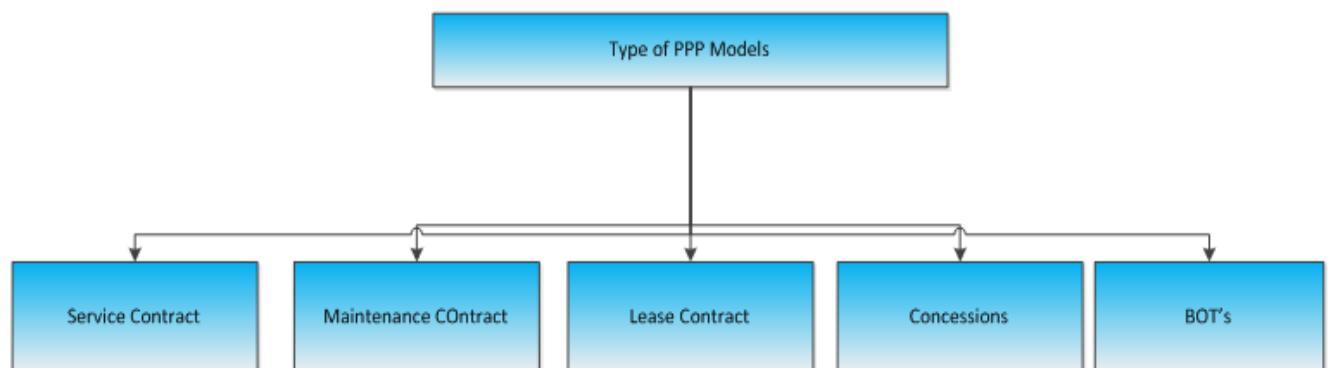 Type of PPP Models
Service Contract
Maintenance COntract
Lease Contract
Concessions
BOT's